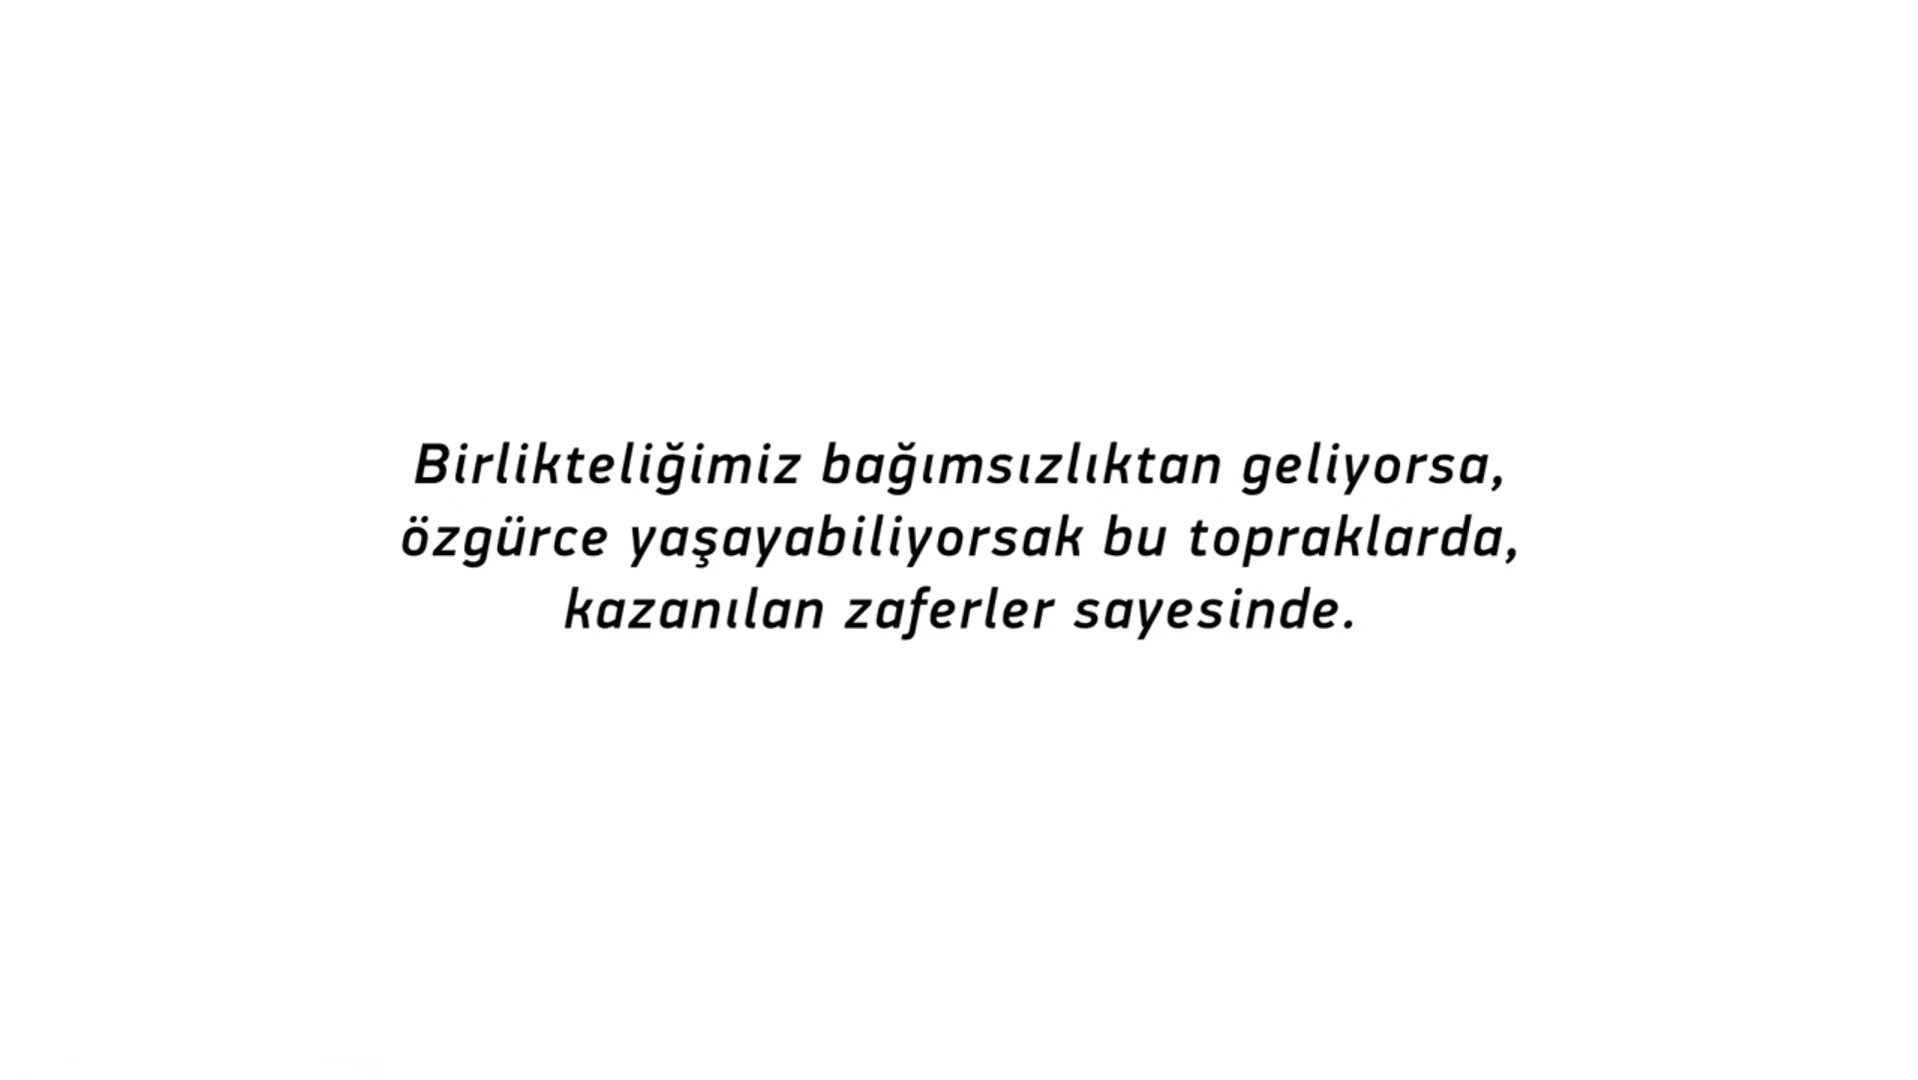 Birlikteliğimiz bağımsızlıktan geliyorsa,
özgürce yaşayabiliyorsak bu topraklarda,
kazanılan zaferler sayesinde.